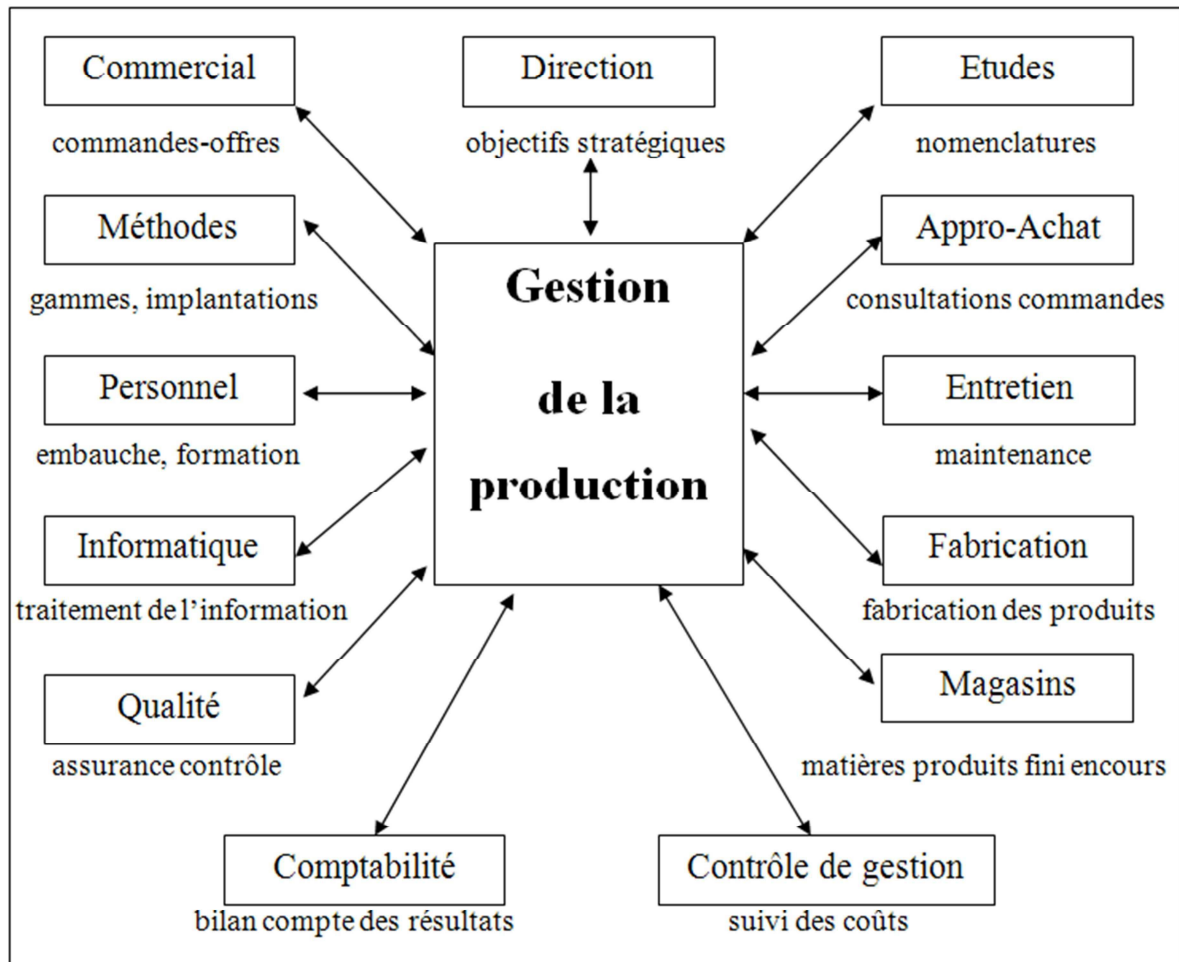 Commercial
Direction
Etudes
commandes-offres
objectifs stratégiques
nomenclatures
Méthodes
Appro-Achat
gammes, implantations
consultations commandes
Gestion
de la
production
Personnel
Entretien
embauche, formation
maintenance
Informatique
Fabrication
traitement de l’information
fabrication des produits
Qualité
Magasins
assurance contrôle
matières produits fini encours
Comptabilité
Contrôle de gestion
bilan compte des résultats
suivi des coûts